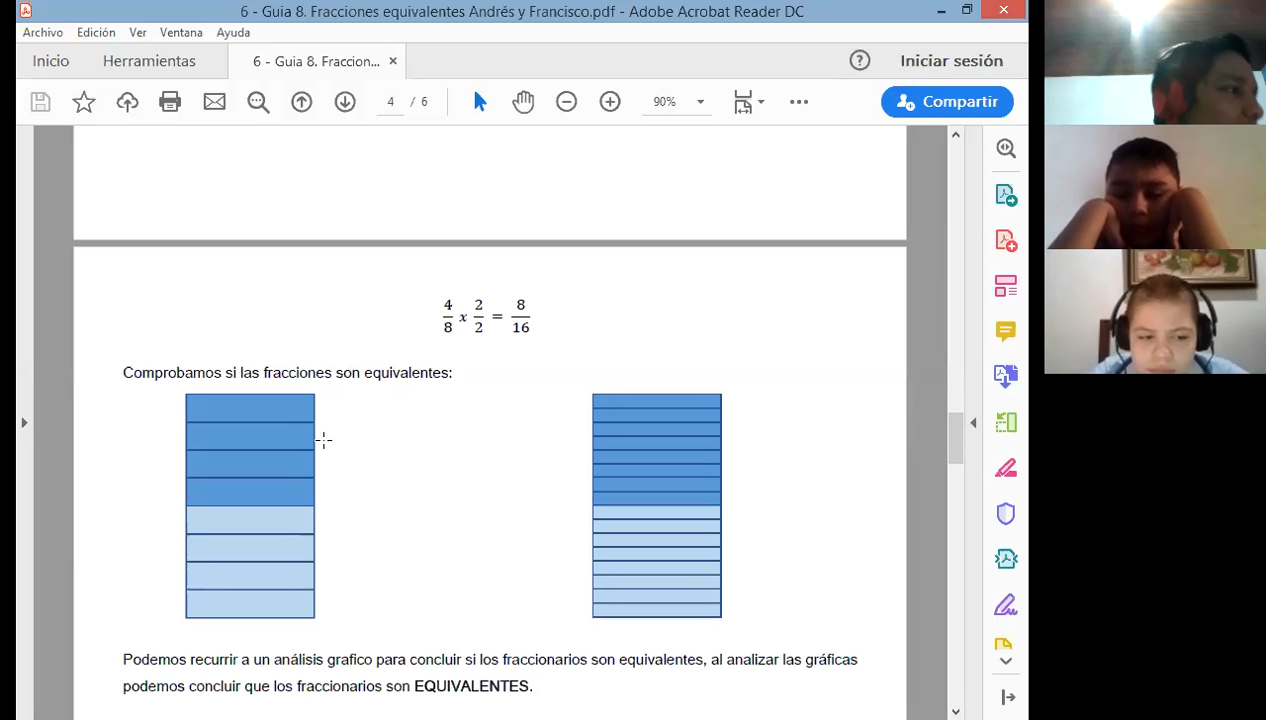 6 - Guia 8. Fracciones equivalentes Andrés y Francisco.pdf - Adobe Acrobat Reader DC
Archivo Edición Ver Ventana Ayuda
Inicio Herramientas 6 - Guia 8. Fraccion... Iniciar sesión
4 / 6 90% Compartir
4/8 x 2/2 = 8/16
Comprobamos si las fracciones son equivalentes:
Podemos recurrir a un análisis grafico para concluir si los fraccionarios son equivalentes, al analizar las gráficas
podemos concluir que los fraccionarios son EQUIVALENTES.